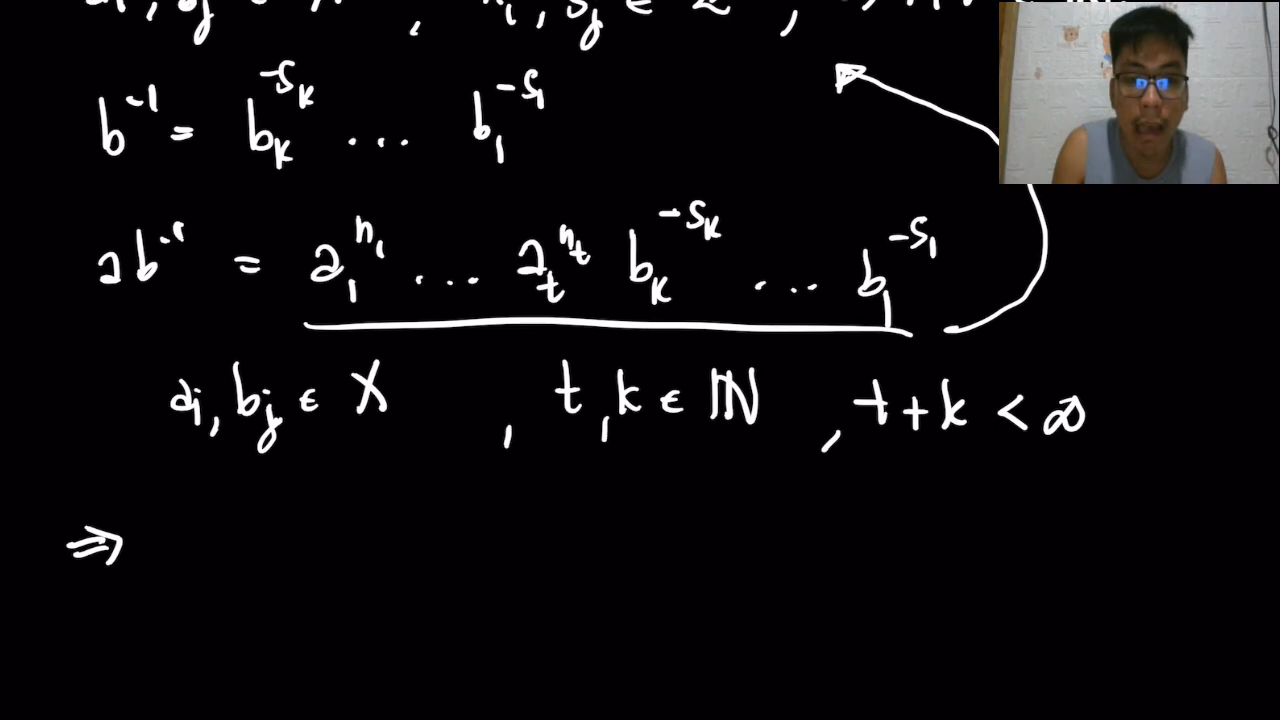 b⁻¹ = b_k^{-s_k} ... b_1^{-s_1}
ab⁻¹ = a_1^{n_1} ... a_t^{n_t} b_k^{-s_k} ... b_1^{-s_1}
a_i, b_j ∈ X , t, k ∈ ℕ , t + k < ∞
⇒